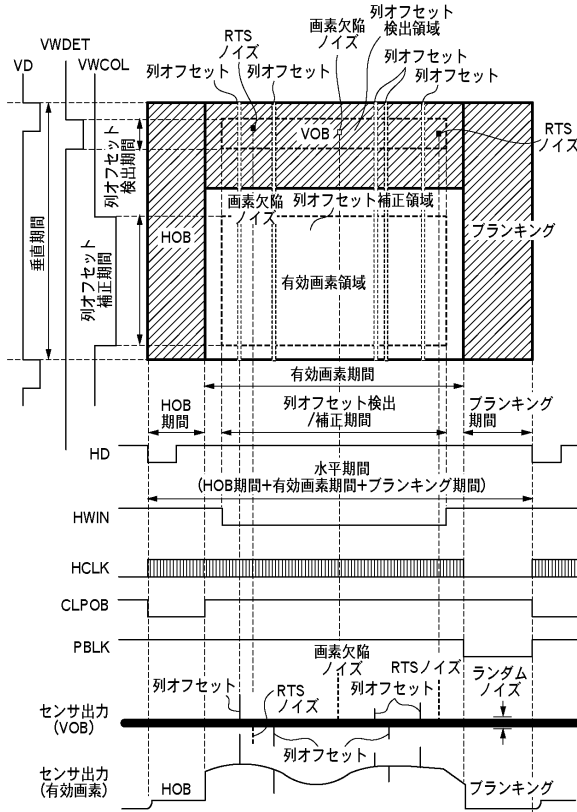 列オフセット
検出領域
画素欠陥
ノイズ
RTS
ノイズ
列オフセット
列オフセット
列オフセット
列オフセット
VWDET
VD
VWCOL
VOB
RTS
ノイズ
列オフセット
検出期間
垂直期間
列オフセット
補正期間
HOB
画素欠陥
ノイズ
列オフセット補正領域
有効画素領域
ブランキング
有効画素期間
HOB
期間
列オフセット検出
/補正期間
ブランキング
期間
HD
水平期間
(HOB期間+有効画素期間+ブランキング期間)
HWIN
HCLK
CLPOB
PBLK
画素欠陥
ノイズ
列オフセット
RTS
ノイズ
RTSノイズ
列オフセット
ランダム
ノイズ
センサ出力
(VOB)
列オフセット
センサ出力
(有効画素)
HOB
ブランキング